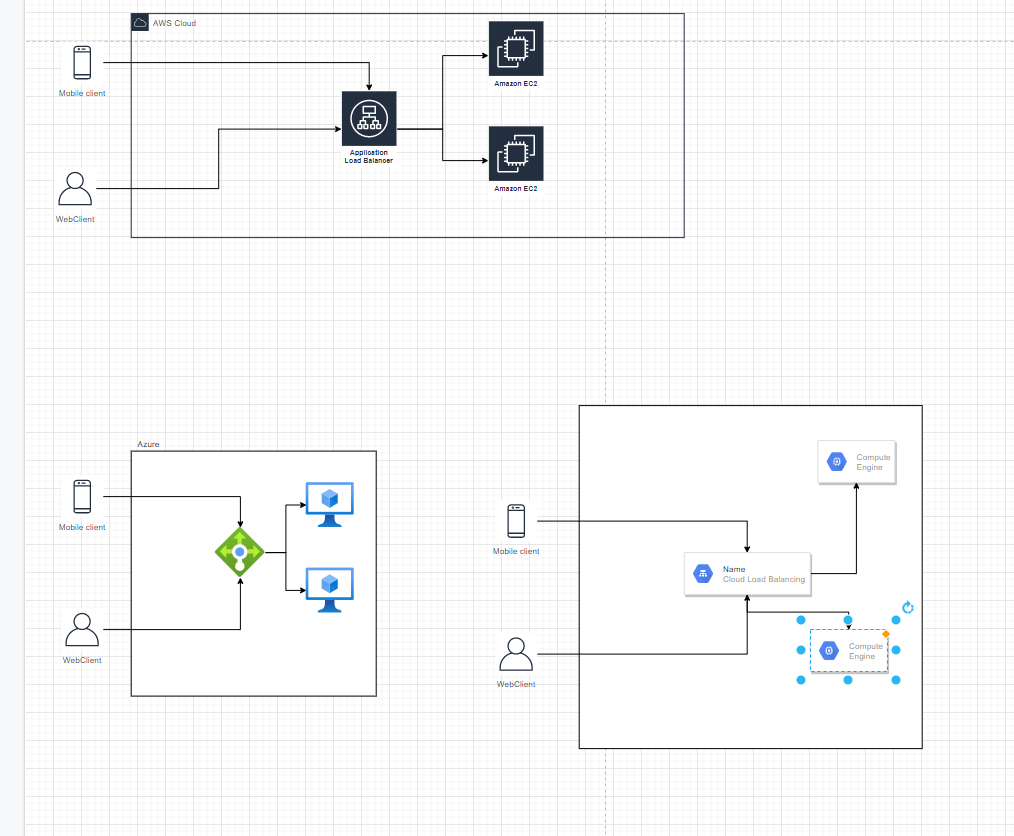 AWS Cloud
Mobile client
Amazon EC2
Application
Load Balancer
Amazon EC2
WebClient
Azure
Mobile client
WebClient
Compute
Engine
Mobile client
Name
Cloud Load Balancing
Compute
Engine
WebClient